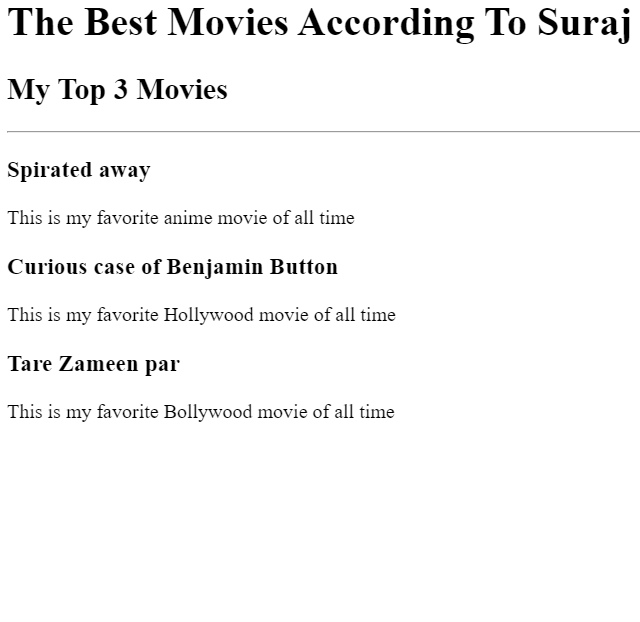 The Best Movies According To Suraj
My Top 3 Movies
Spirated away
This is my favorite anime movie of all time
Curious case of Benjamin Button
This is my favorite Hollywood movie of all time
Tare Zameen par
This is my favorite Bollywood movie of all time